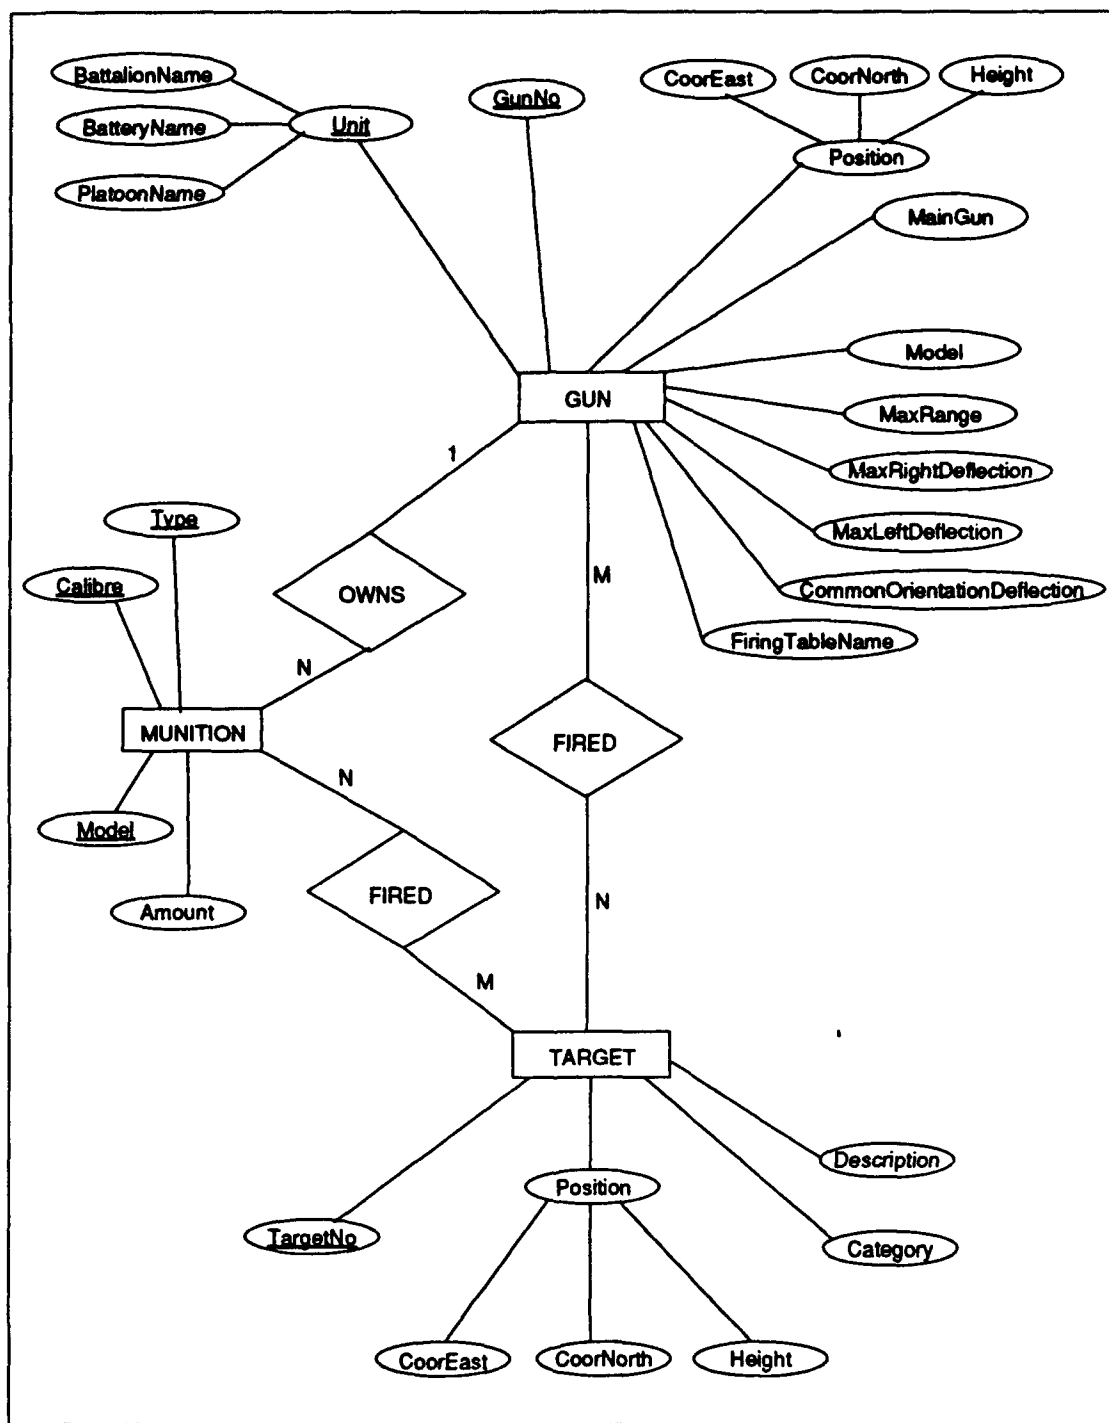 CoorEast
CoorNorth
Height
BattalionName
GunNo
BatteryName
Unit
Position
PlatoonName
MainGun
Model
GUN
MaxRange
1
MaxRightDeflection
Type
MaxLeftDeflection
M
Calibre
OWNS
CommonOrientationDeflection
FiringTableName
N
MUNITION
FIRED
N
Model
FIRED
N
Amount
M
TARGET
Description
Position
TargetNo
Category
CoorEast
CoorNorth
Height